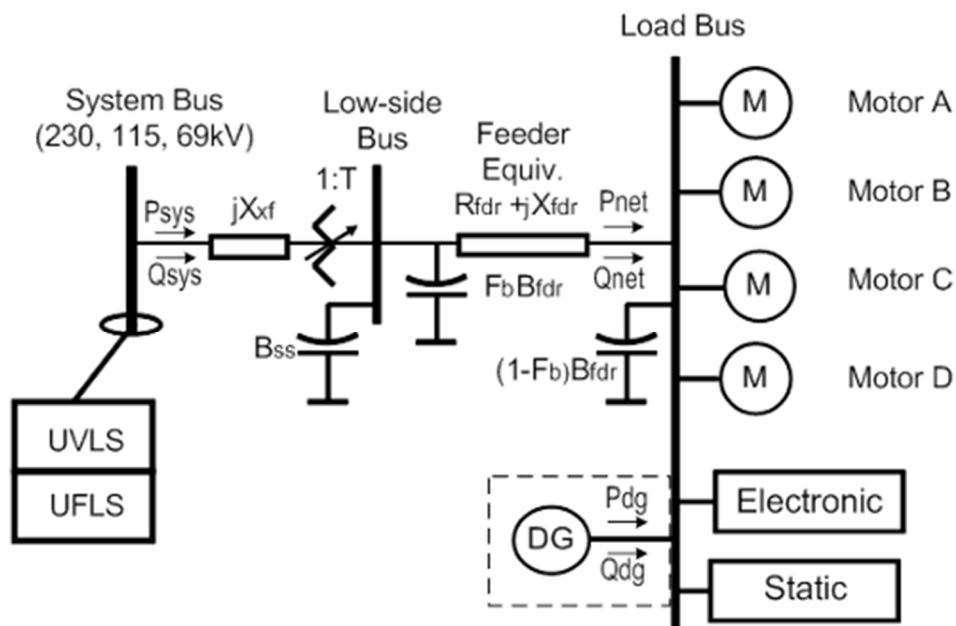 Load Bus
System Bus
(230, 115, 69kV)
Low-side
Bus
Feeder
Equiv.
Rfdr +jXfdr
1:T
jXxf
Psys
Qsys
Pnet
Qnet
FbBfdr
Bss
(1-Fb)Bfdr
M
Motor A
M
Motor B
M
Motor C
M
Motor D
UVLS
UFLS
DG
Pdg
Qdg
Electronic
Static